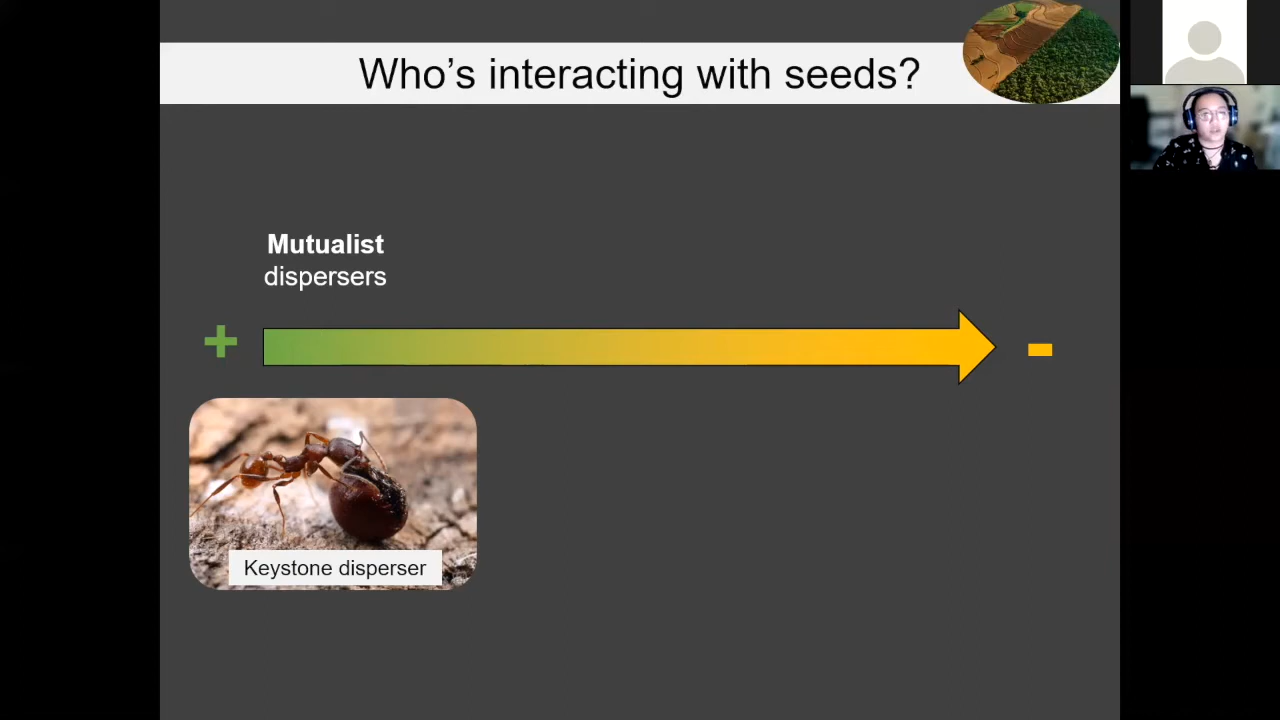 Who's interacting with seeds?
Mutualist
dispersers
+
-
Keystone disperser